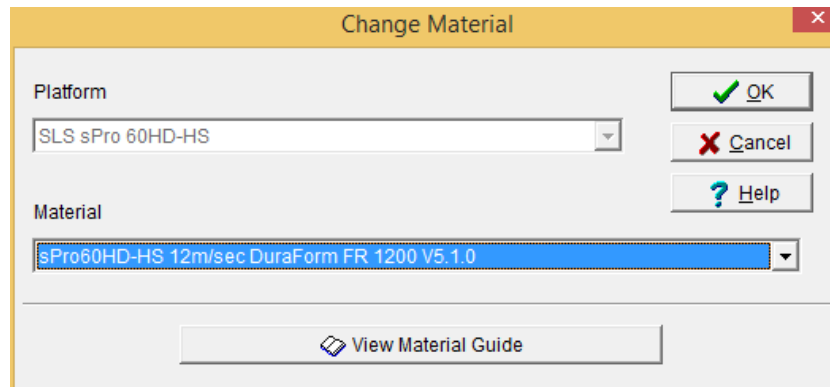 Change Material
Platform
OK
SLS sPro 60HD-HS
Cancel
Help
Material
sPro60HD-HS 12m/sec DuraForm FR 1200 V5.1.0
View Material Guide